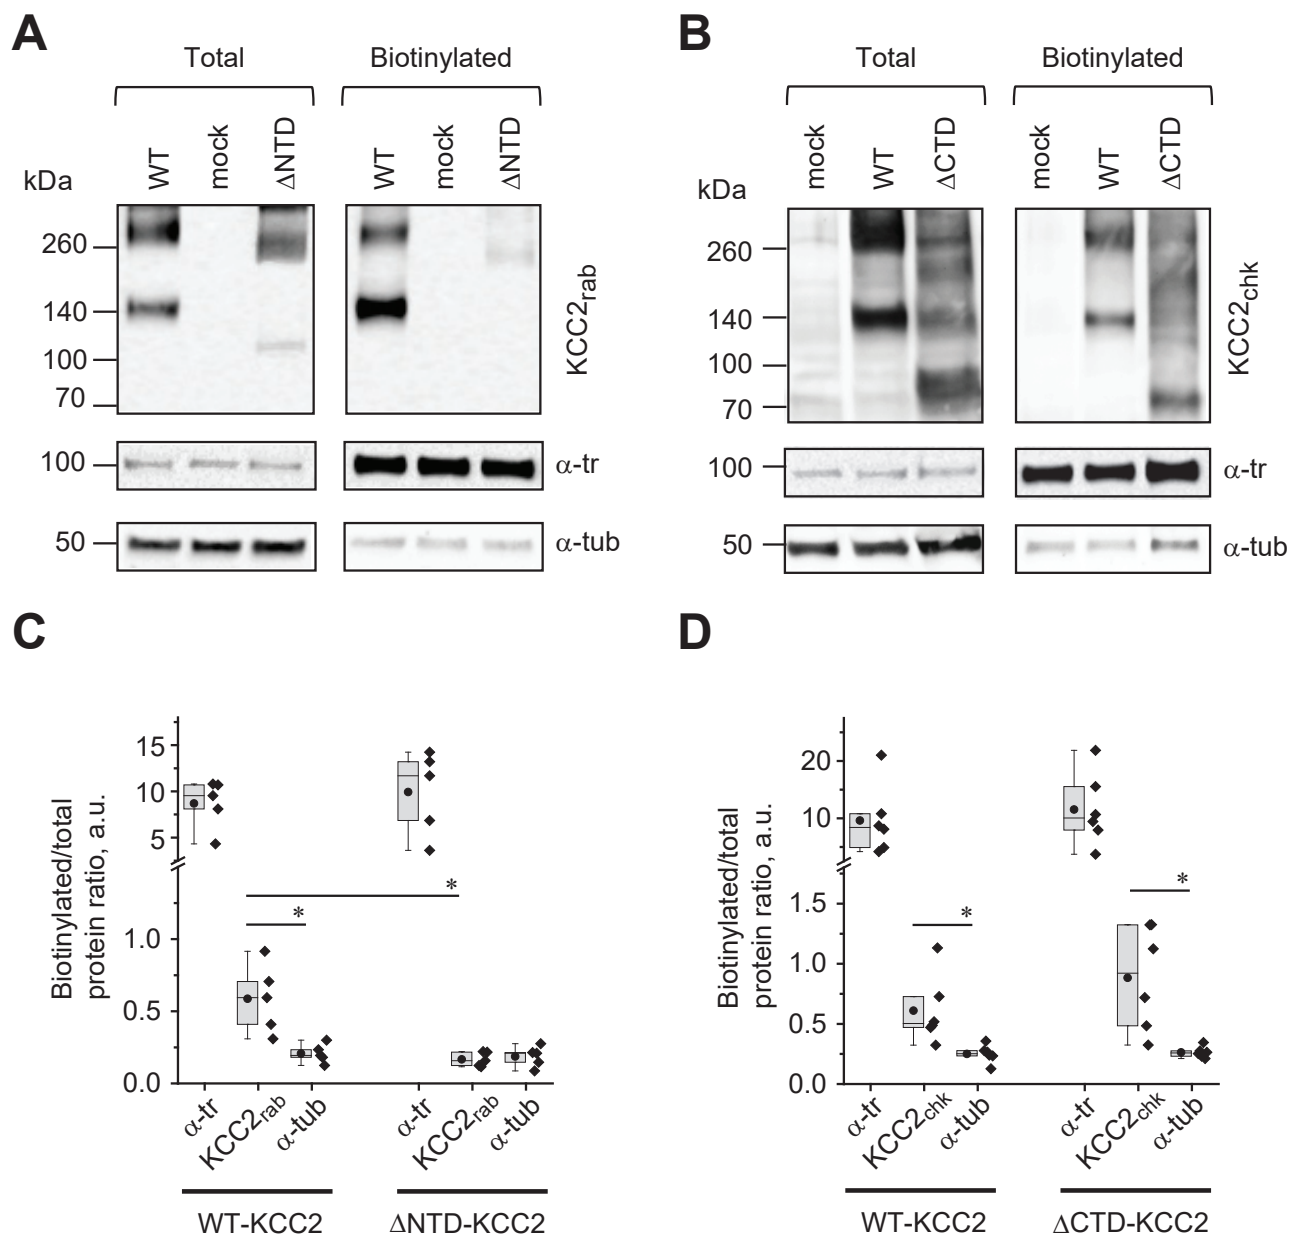 A
Total
Biotinylated
WT
mock
ΔNTD
WT
mock
ΔNTD
kDa
260
140
100
70
KCC2rab
100
α-tr
50
α-tub
B
Total
Biotinylated
mock
WT
ΔCTD
mock
WT
ΔCTD
kDa
260
140
100
70
KCC2chk
100
α-tr
50
α-tub
C
Biotinylated/total
protein ratio, a.u.
15
10
5
1.0
0.5
0.0
*
*
α-tr
KCC2rab
α-tub
α-tr
KCC2rab
α-tub
WT-KCC2
ΔNTD-KCC2
D
Biotinylated/total
protein ratio, a.u.
20
10
1.5
1.0
0.5
0.0
*
*
α-tr
KCC2chk
α-tub
α-tr
KCC2chk
α-tub
WT-KCC2
ΔCTD-KCC2